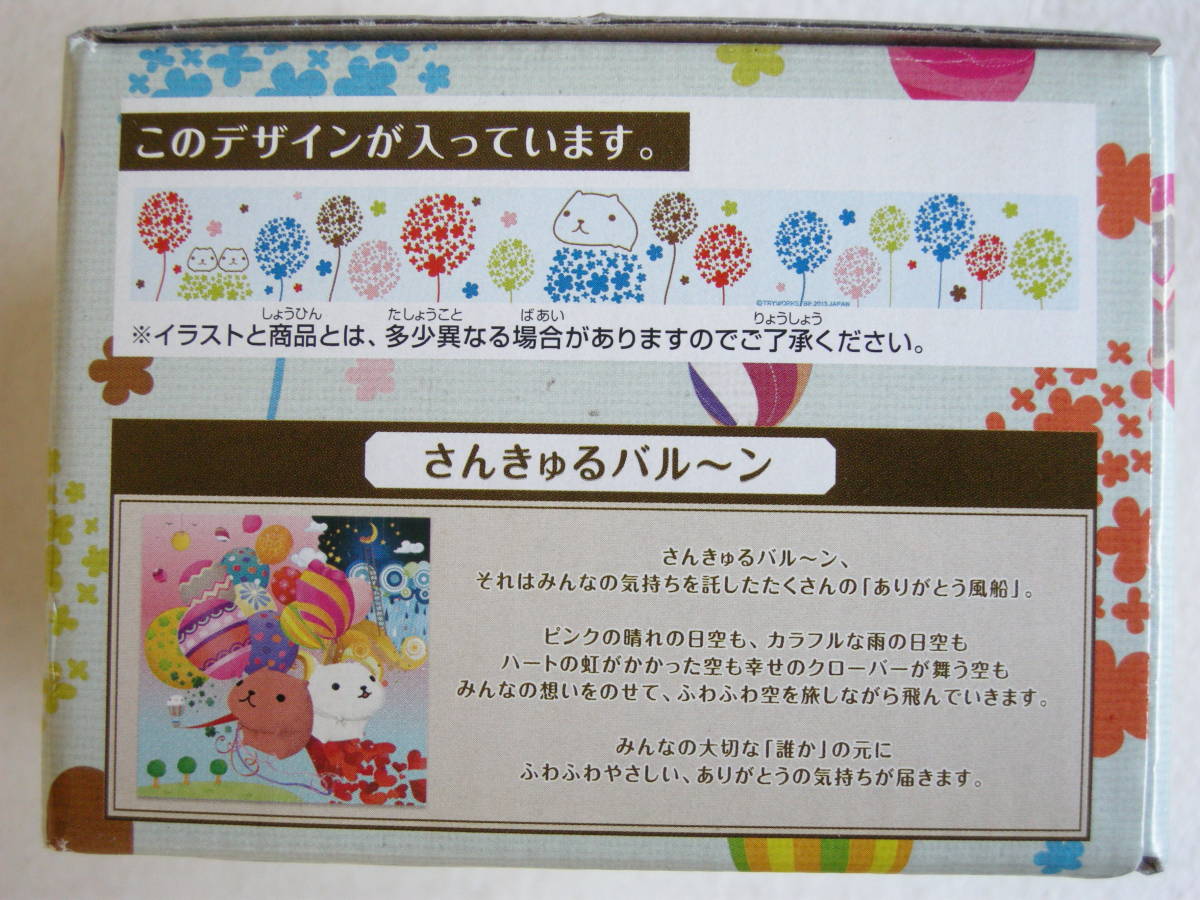 このデザインが入っています。
©TRYWORKS/BP 2013 JAPAN
しょうひん たしょうこと ばあい りょうしょう
※イラストと商品とは、多少異なる場合がありますのでご了承ください。
さんきゅるバル〜ン
さんきゅるバル〜ン、
それはみんなの気持ちを託したたくさんの「ありがとう風船」。
ピンクの晴れの日空も、カラフルな雨の日空も
ハートの虹がかかった空も幸せのクローバーが舞う空も
みんなの想いをのせて、ふわふわ空を旅しながら飛んでいきます。
みんなの大切な「誰か」の元に
ふわふわやさしい、ありがとうの気持ちが届きます。